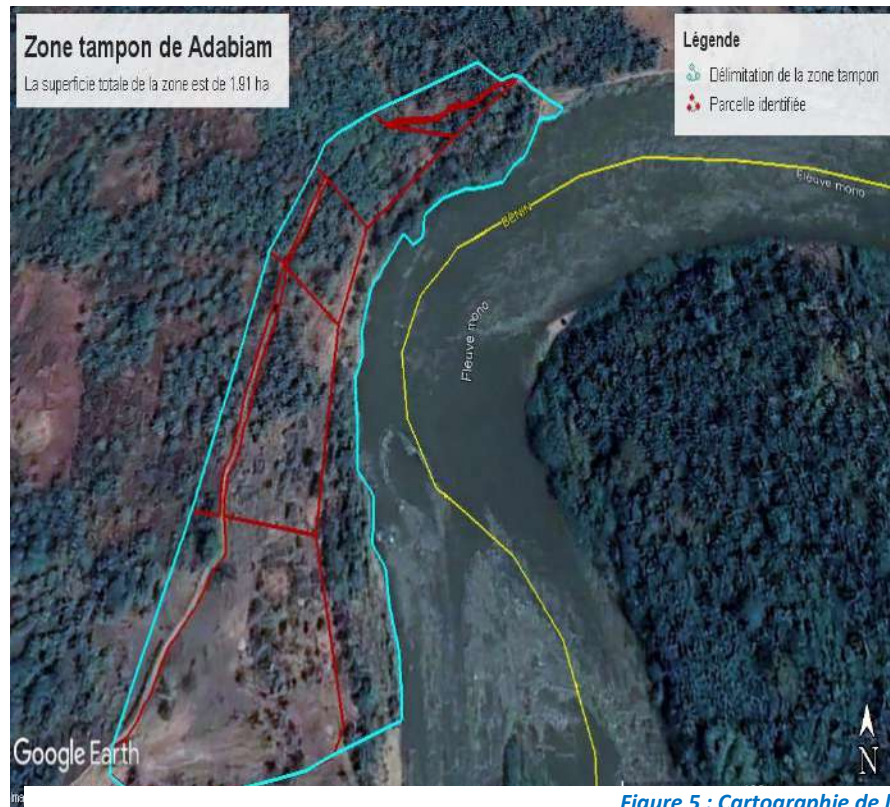 Zone tampon de Adabiam
La superficie totale de la zone est de 1.91 ha
Légende
Délimitation de la zone tampon
Parcelle identifiée
Fleuve mono
BÉNIN
Fleuve mono
Google Earth
N
Figure 5 : Cartographie de